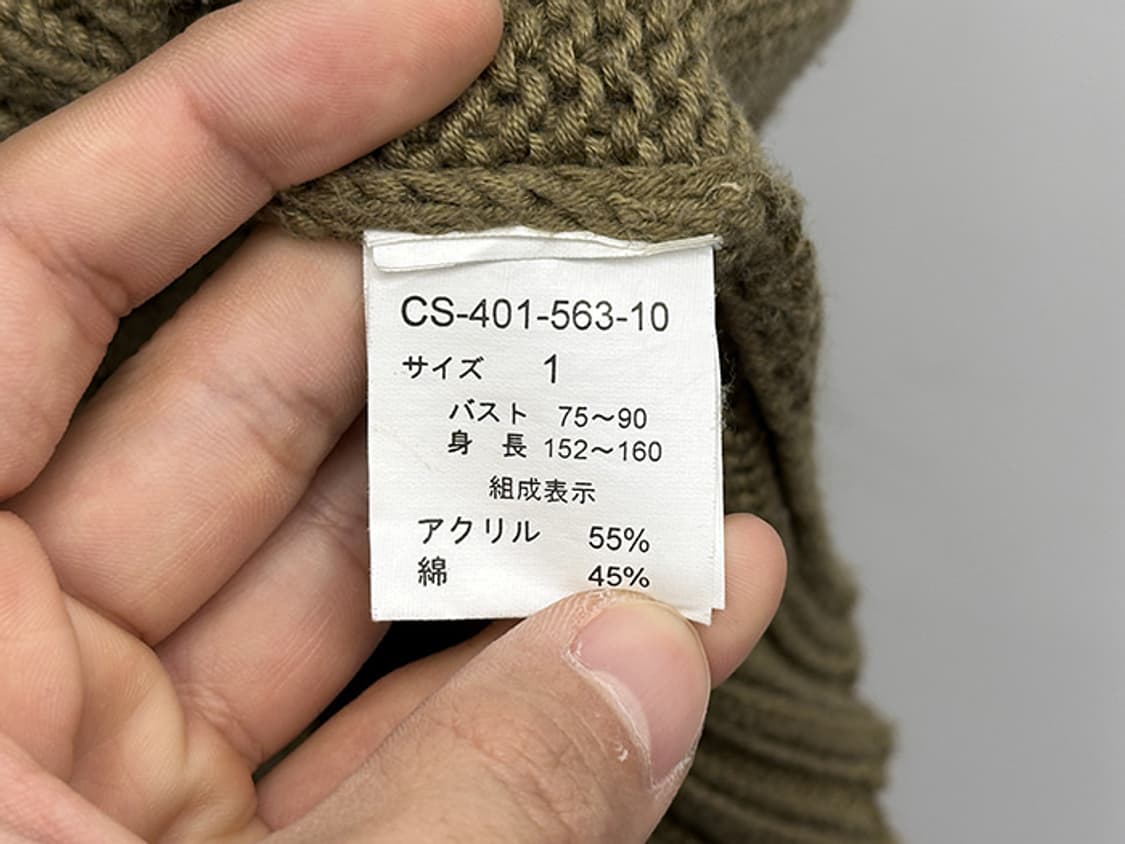 CS-401-563-10
サイズ 1
バスト 75～90
身 長 152～160
組成表示
アクリル 55%
綿 45%